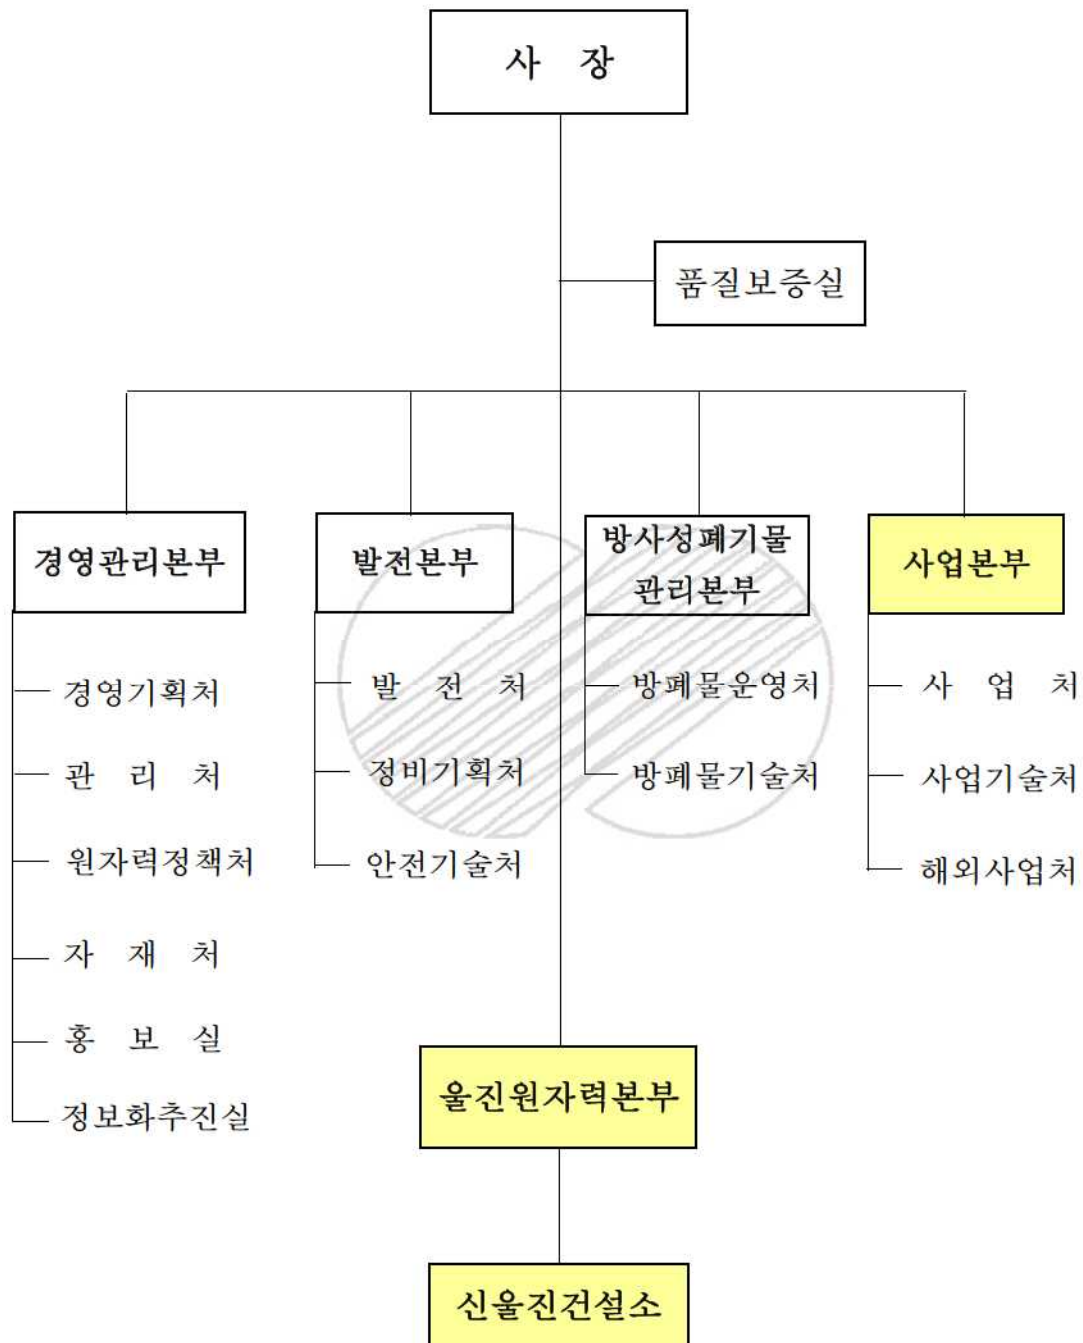 사 장
품질보증실
경영관리본부
경영기획처
관 리 처
원자력정책처
자 재 처
홍 보 실
정보화추진실
발전본부
발 전 처
정비기획처
안전기술처
방사성폐기물
관리본부
방폐물운영처
방폐물기술처
사업본부
사 업 처
사업기술처
해외사업처
울진원자력본부
신울진건설소